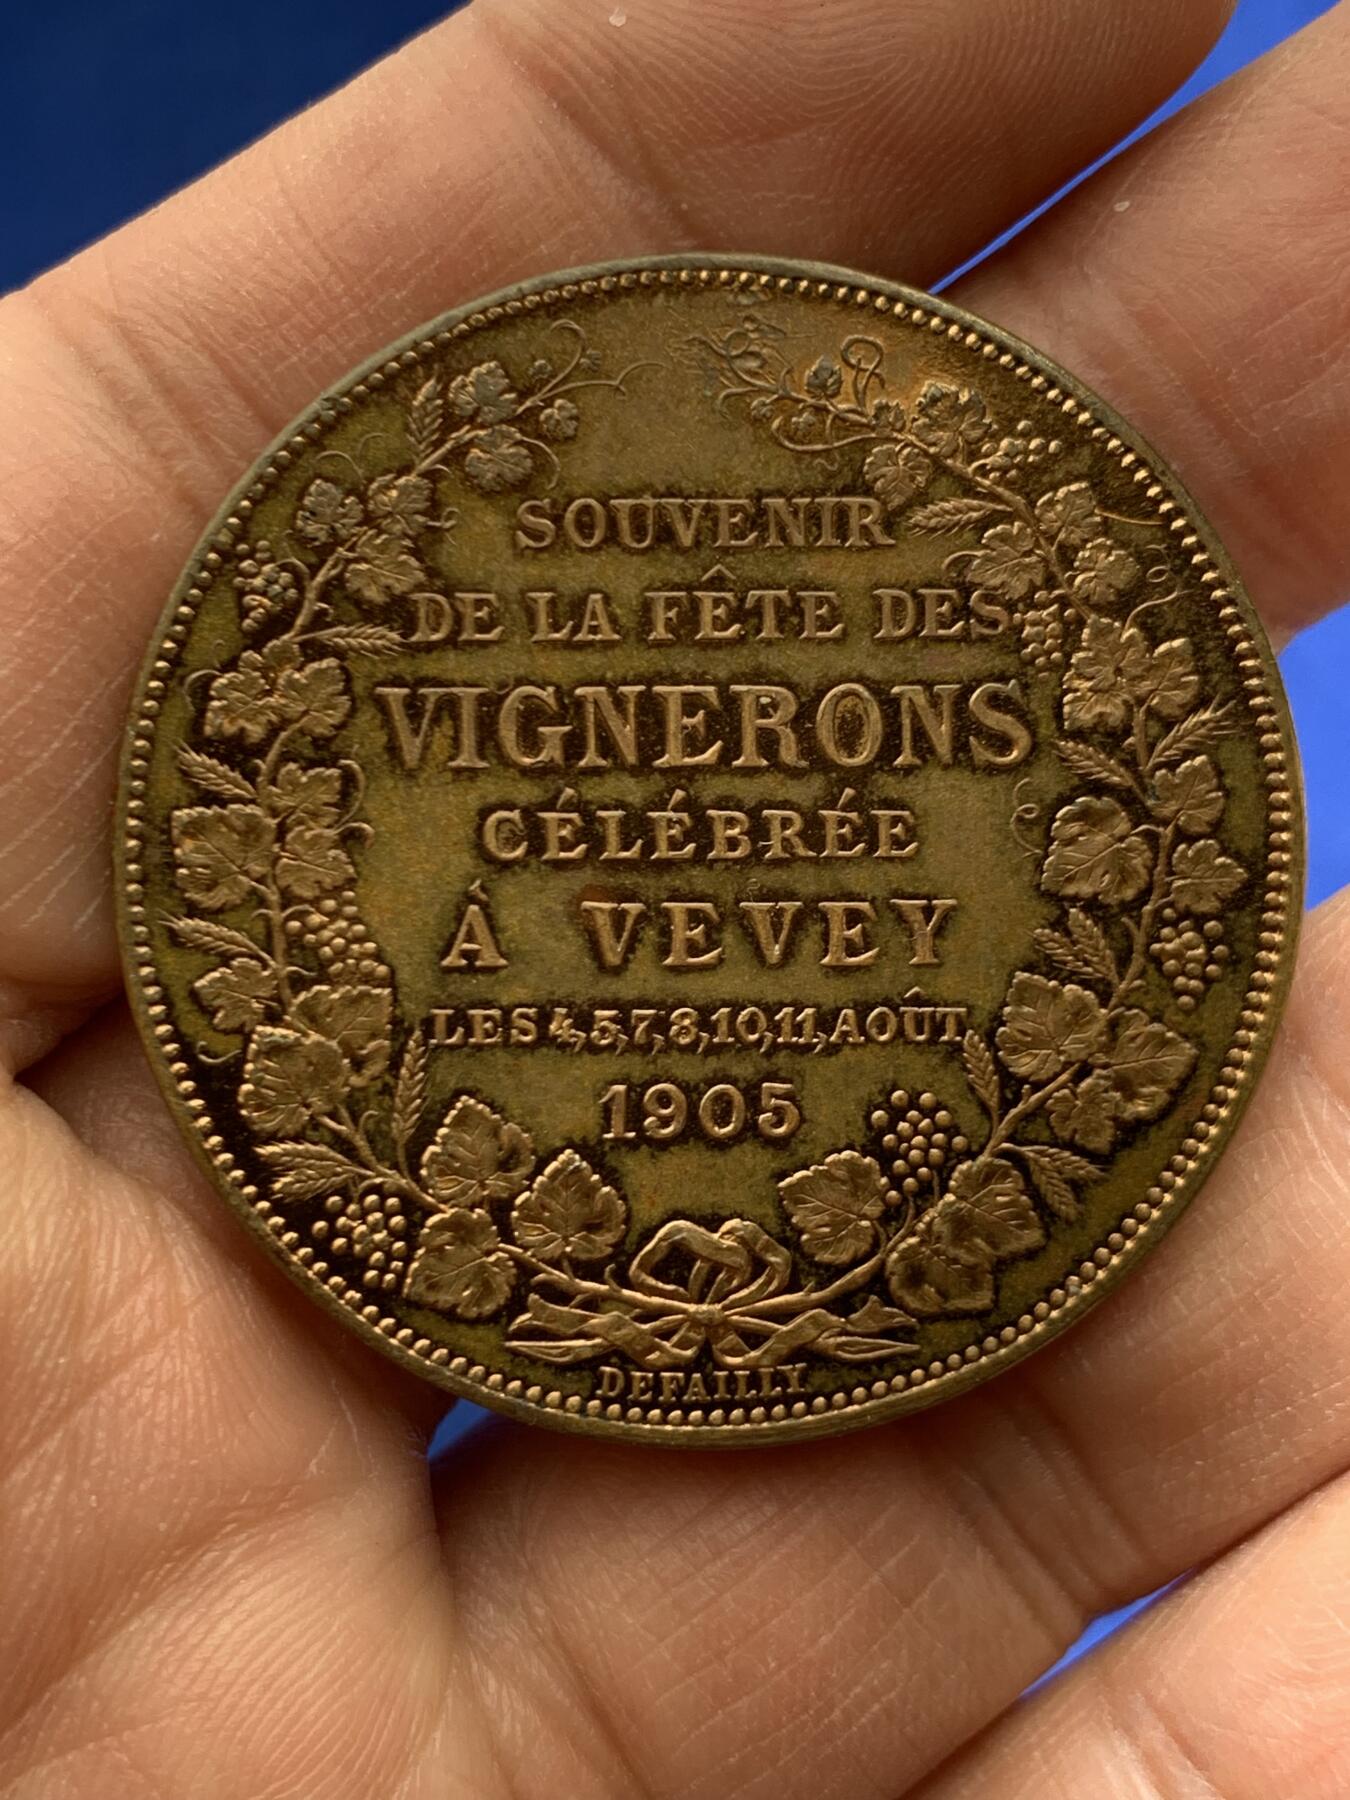 SOUVENIR
DE LA FÊTE DES
VIGNERONS
CÉLÉBRÉE
À VEVEY
LES 4,5,7,8,10,11, AOÛT
1905
DEFAILLY